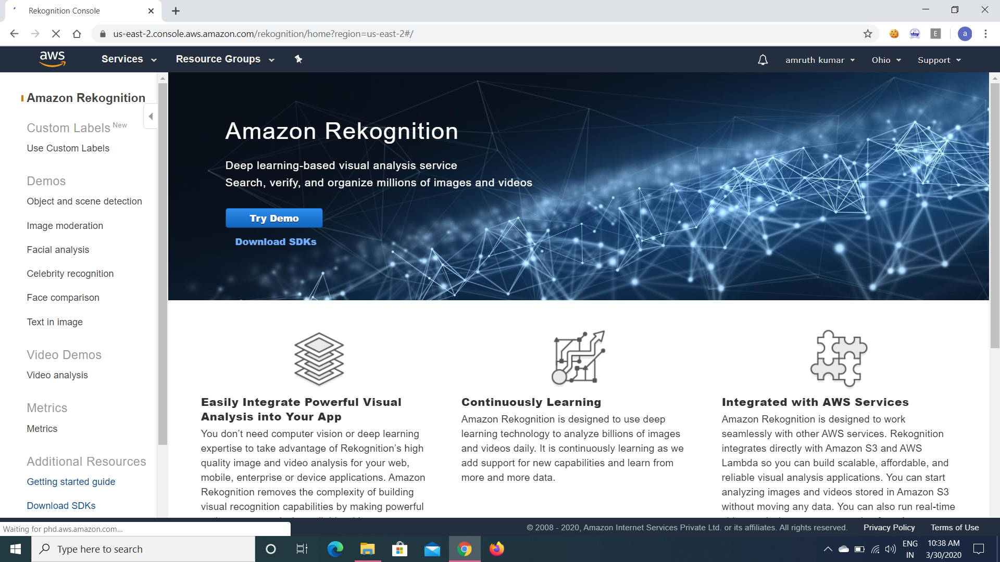 Rekognition Console
us-east-2.console.aws.amazon.com/rekognition/home?region=us-east-2#/
E
a
aws
Services
Resource Groups
amruth kumar
Ohio
Support
Amazon Rekognition
Custom Labels New
Use Custom Labels
Demos
Object and scene detection
Image moderation
Facial analysis
Celebrity recognition
Face comparison
Text in image
Video Demos
Video analysis
Metrics
Metrics
Additional Resources
Getting started guide
Download SDKs
Amazon Rekognition
Deep learning-based visual analysis service
Search, verify, and organize millions of images and videos
Try Demo
Download SDKs
Easily Integrate Powerful Visual
Analysis into Your App
You don’t need computer vision or deep learning
expertise to take advantage of Rekognition’s high
quality image and video analysis for your web,
mobile, enterprise or device applications. Amazon
Rekognition removes the complexity of building
visual recognition capabilities by making powerful
Continuously Learning
Amazon Rekognition is designed to use deep
learning technology to analyze billions of images
and videos daily. It is continuously learning as we
add support for new capabilities and learn from
more and more data.
Integrated with AWS Services
Amazon Rekognition is designed to work
seamlessly with other AWS services. Rekognition
integrates directly with Amazon S3 and AWS
Lambda so you can build scalable, affordable, and
reliable visual analysis applications. You can start
analyzing images and videos stored in Amazon S3
without moving any data. You can also run real-time
Waiting for phd.aws.amazon.com...
© 2008 - 2020, Amazon Internet Services Private Ltd. or its affiliates. All rights reserved.
Privacy Policy
Terms of Use
Type here to search
ENG
IN
10:38 AM
3/30/2020